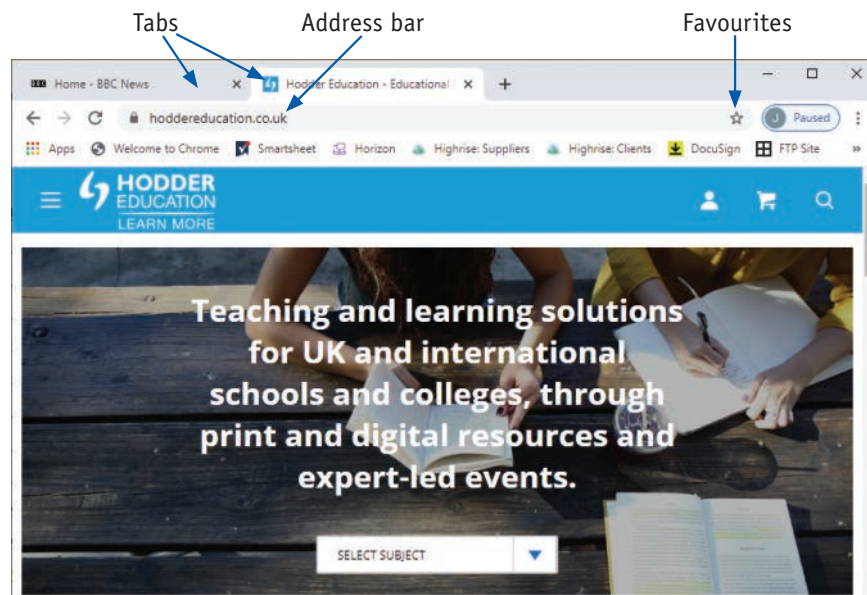 Tabs Address bar Favourites
BBC Home - BBC News Hodder Education - Educational
hoddereducation.co.uk J Paused
Apps Welcome to Chrome Smartsheet Horizon Highrise: Suppliers Highrise: Clients DocuSign FTP Site »
HODDER
EDUCATION
LEARN MORE
Teaching and learning solutions
for UK and international
schools and colleges, through
print and digital resources and
expert-led events.
SELECT SUBJECT